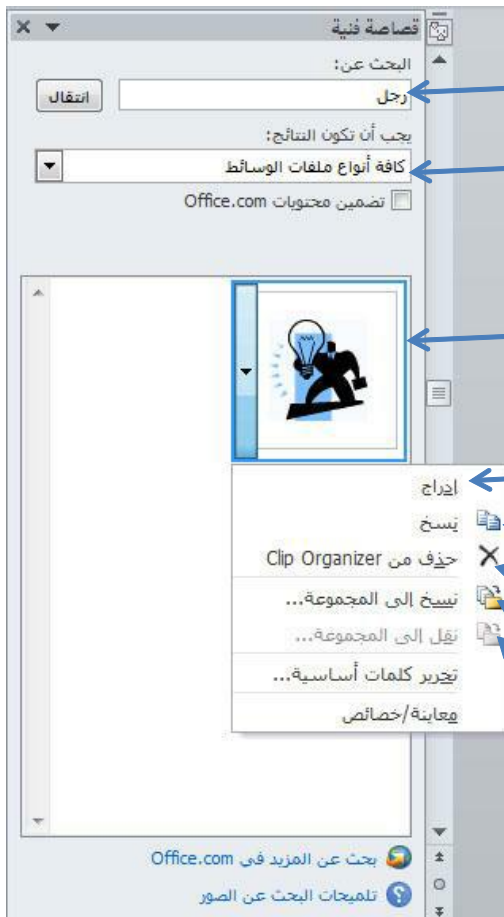 قصاصة فنية
البحث عن:
رجل
انتقال
يجب أن تكون النتائج:
كافة أنواع ملفات الوسائط
تضمين محتويات Office.com
إدراج
نسخ
حذف من Clip Organizer
نسخ إلى المجموعة...
نقل إلى المجموعة...
تحرير كلمات أساسية...
معاينة/خصائص
بحث عن المزيد في Office.com
تلميحات البحث عن الصور